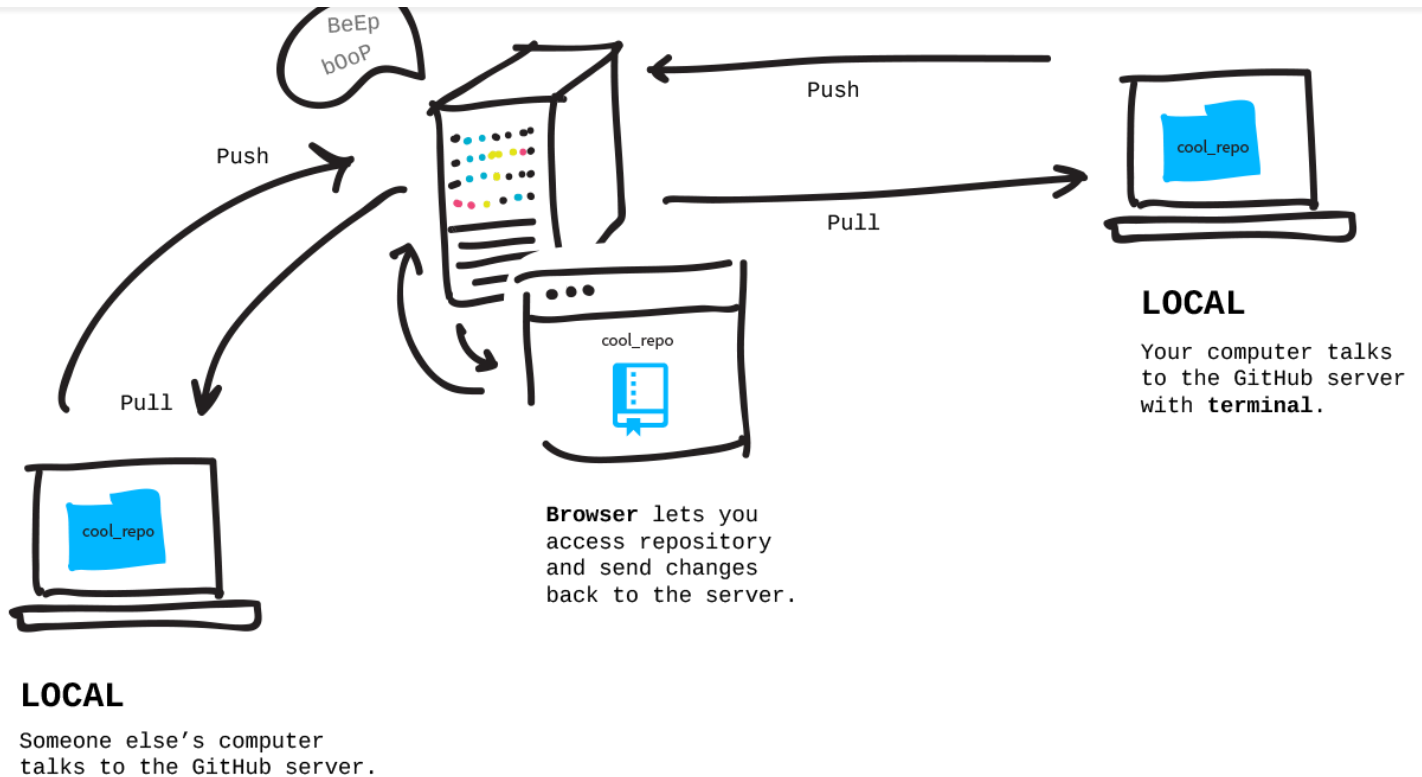 BeEp
bOoP
Push
Push
cool_repo
Pull
cool_repo
LOCAL
Your computer talks
to the GitHub server
with terminal.
Pull
cool_repo
Browser lets you
access repository
and send changes
back to the server.
LOCAL
Someone else’s computer
talks to the GitHub server.